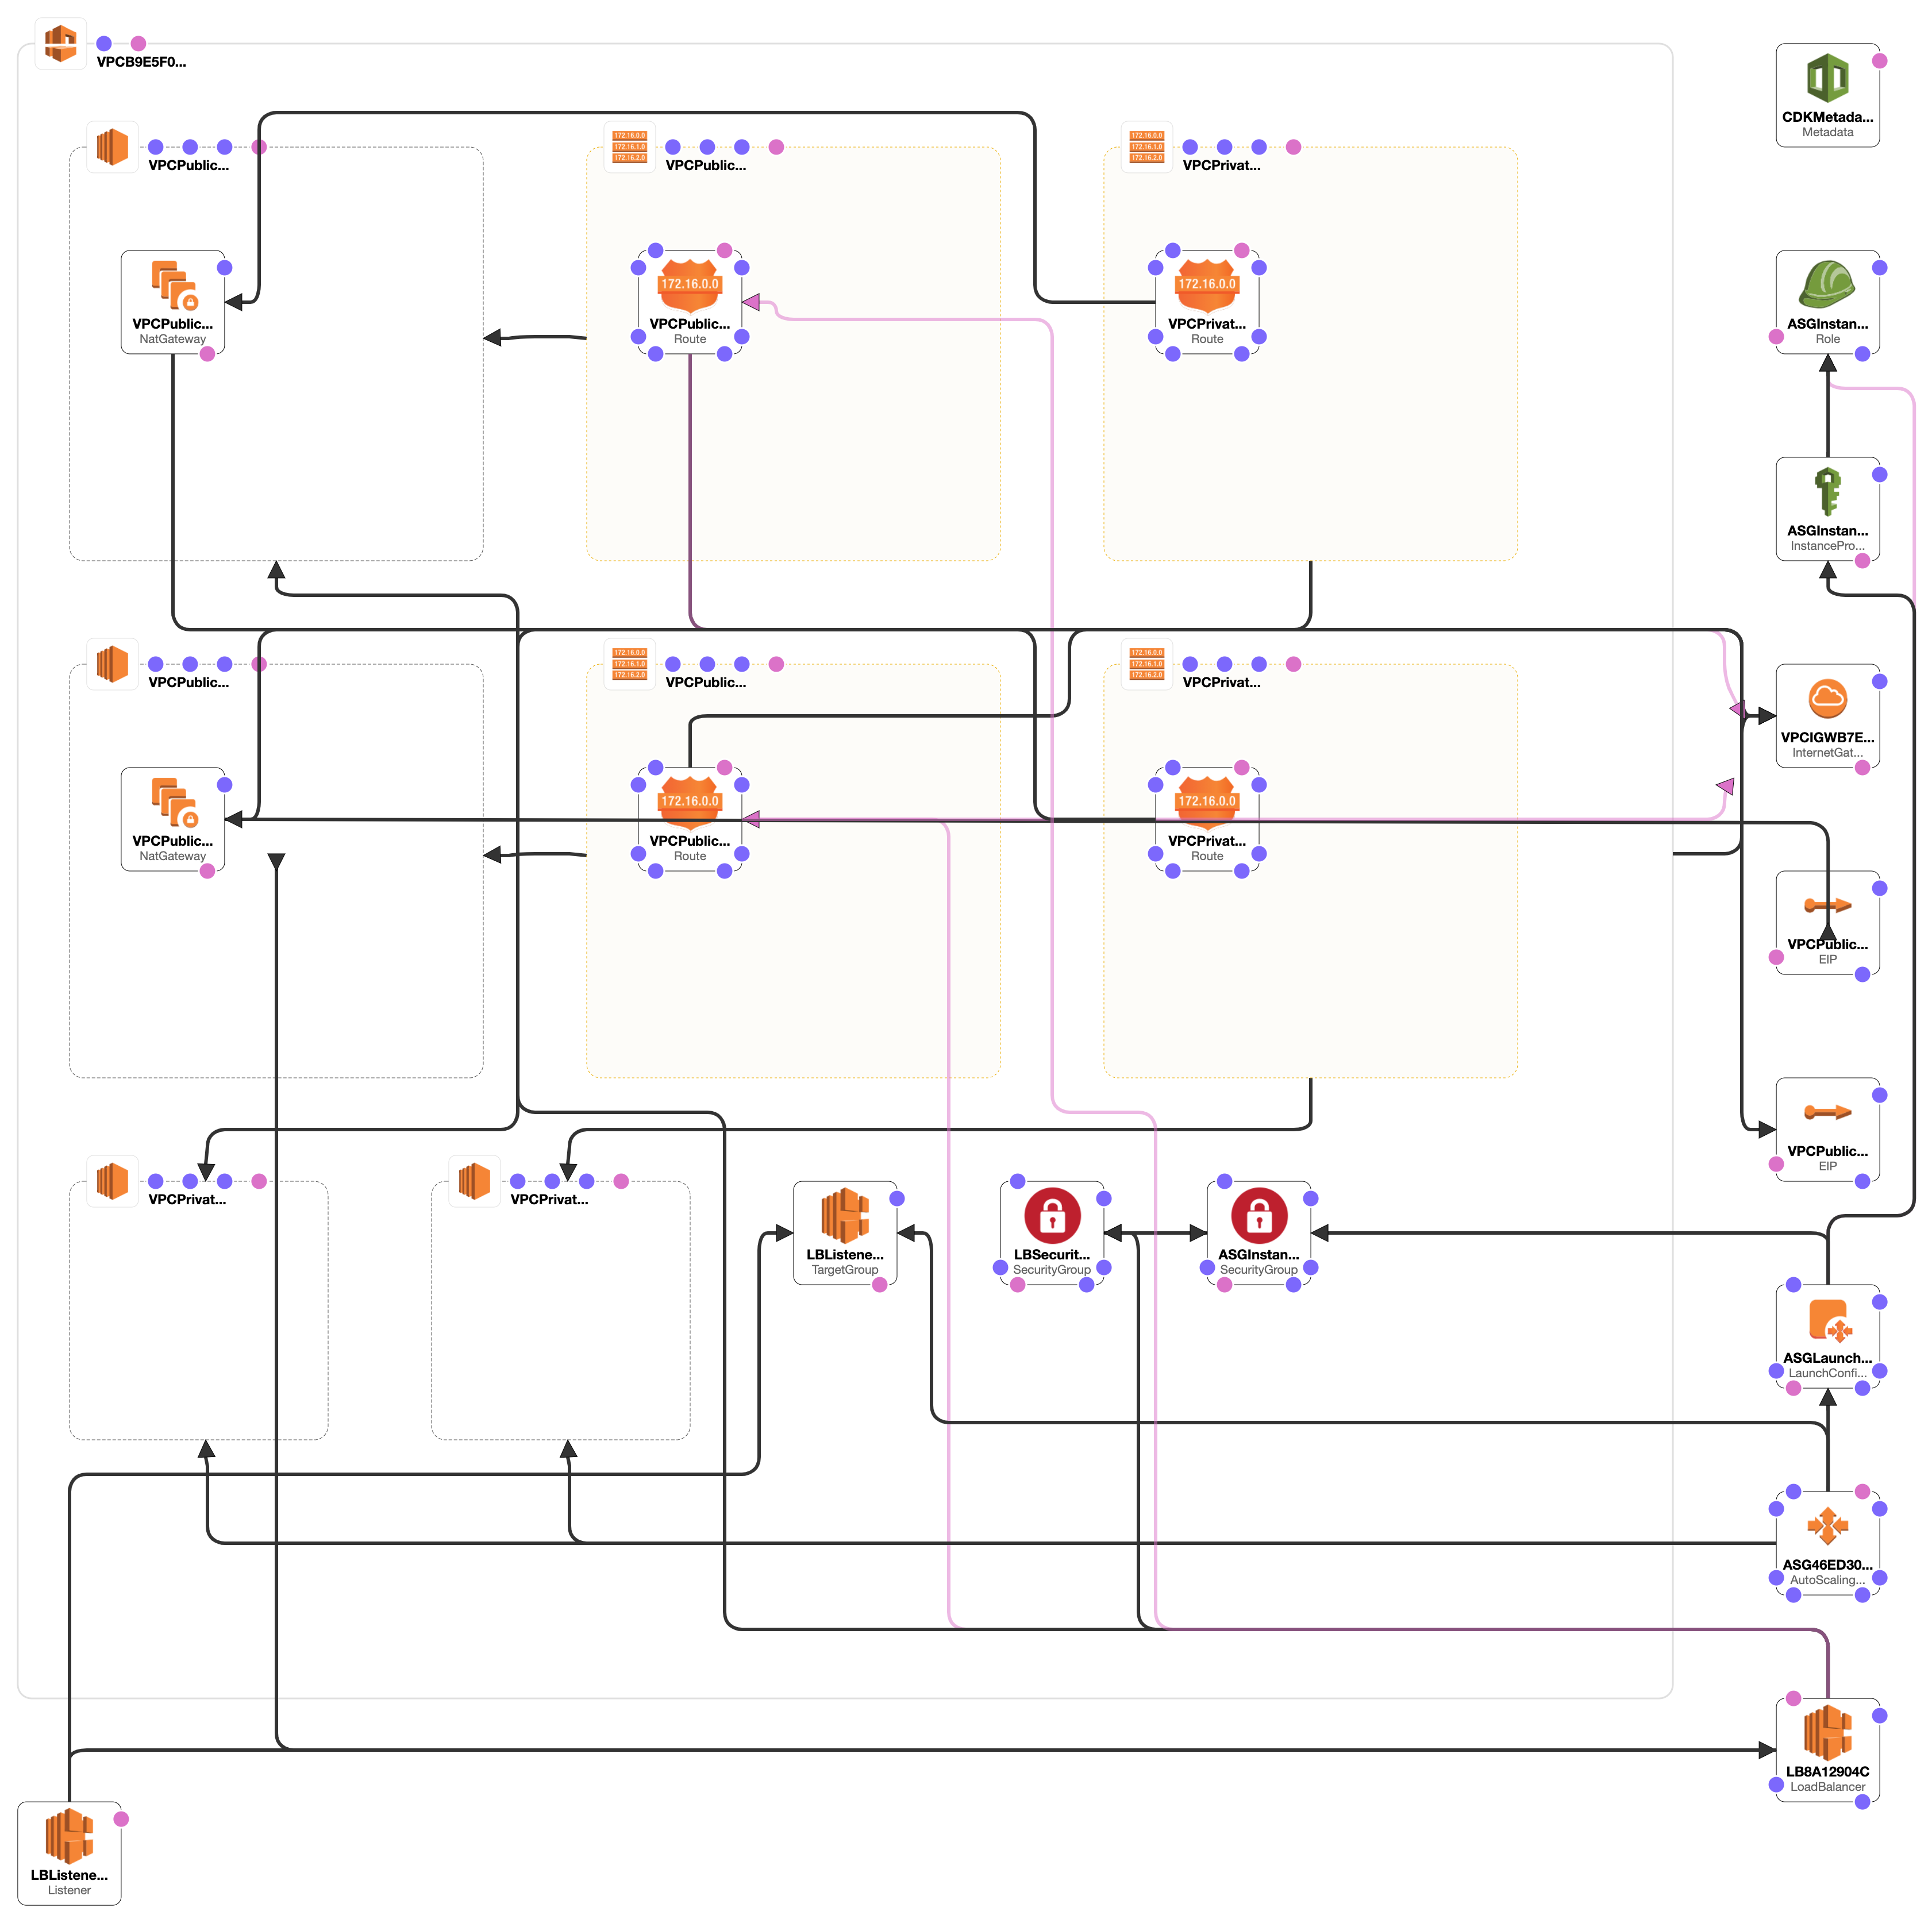 VPCB9E5F0...
CDKMetada...
Metadata
VPCPublic...
172.16.0.0
172.16.1.0
172.16.2.0
VPCPublic...
172.16.0.0
172.16.1.0
172.16.2.0
VPCPrivat...
VPCPublic...
NatGateway
172.16.0.0
VPCPublic...
Route
172.16.0.0
VPCPrivat...
Route
ASGInstan...
Role
ASGInstan...
InstancePro...
VPCPublic...
172.16.0.0
172.16.1.0
172.16.2.0
VPCPublic...
172.16.0.0
172.16.1.0
172.16.2.0
VPCPrivat...
VPCIGWB7E...
InternetGat...
VPCPublic...
NatGateway
172.16.0.0
VPCPublic...
Route
172.16.0.0
VPCPrivat...
Route
VPCPublic...
EIP
VPCPublic...
EIP
VPCPrivat...
VPCPrivat...
LBListene...
TargetGroup
LBSecurit...
SecurityGroup
ASGInstan...
SecurityGroup
ASGLaunch...
LaunchConfi...
ASG46ED30...
AutoScaling...
LB8A12904C
LoadBalancer
LBListene...
Listener